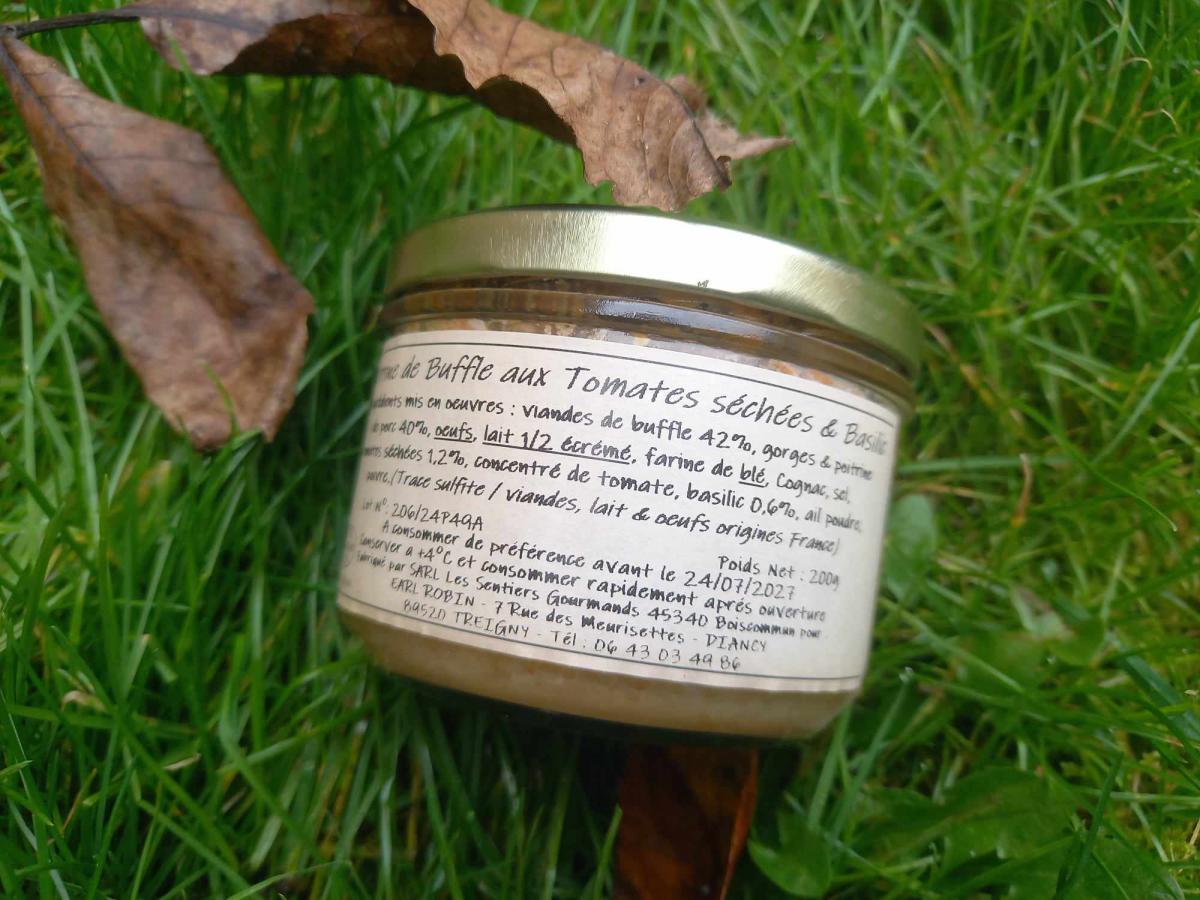 de Buffle aux Tomates séchées & Basilic
mis en oeuvres : viandes de buffle 42%, gorges & poitrine
porc 40%, oeufs, lait 1/2 écrémé, farine de blé, Cognac, sel,
séchées 1,2%, concentré de tomate, basilic 0,6%, ail poudre,
poivre.(Trace sulfite / viandes, lait & oeufs origines France)
Lot N°: 206/24P49A
Poids Net : 200g
A consommer de préférence avant le 24/07/2027
Conserver a +4°C et consommer rapidement aprés ouverture
Fabriqué par SARL Les Sentiers Gourmands 45340 Boiscommun pour
EARL ROBIN - 7 Rue des Meurisettes - DIANCY
89520 TREIGNY - Tél : 06 43 03 49 86